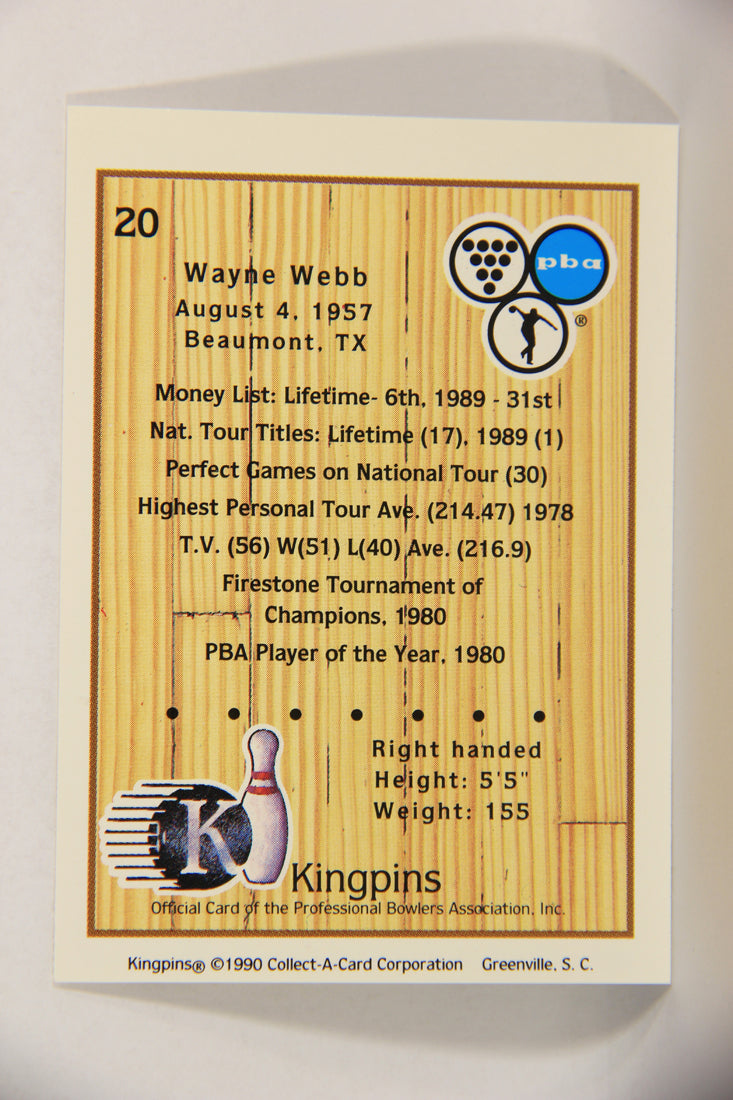 20
pba
®
Wayne Webb
August 4, 1957
Beaumont, TX
Money List: Lifetime- 6th, 1989 - 31st
Nat. Tour Titles: Lifetime (17), 1989 (1)
Perfect Games on National Tour (30)
Highest Personal Tour Ave. (214.47) 1978
T.V. (56) W(51) L(40) Ave. (216.9)
Firestone Tournament of
Champions, 1980
PBA Player of the Year, 1980
Right handed
Height: 5'5"
Weight: 155
K
Kingpins
Official Card of the Professional Bowlers Association, Inc.
Kingpins® ©1990 Collect-A-Card Corporation Greenville, S. C.